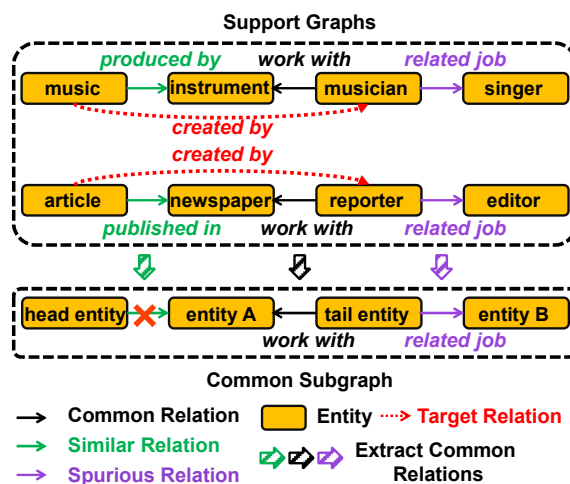 Support Graphs
produced by work with related job
music instrument musician singer
created by
created by
article newspaper reporter editor
published in work with related job
head entity entity A tail entity entity B
work with related job
Common Subgraph
Common Relation Entity Target Relation
Similar Relation Extract Common
Spurious Relation Relations